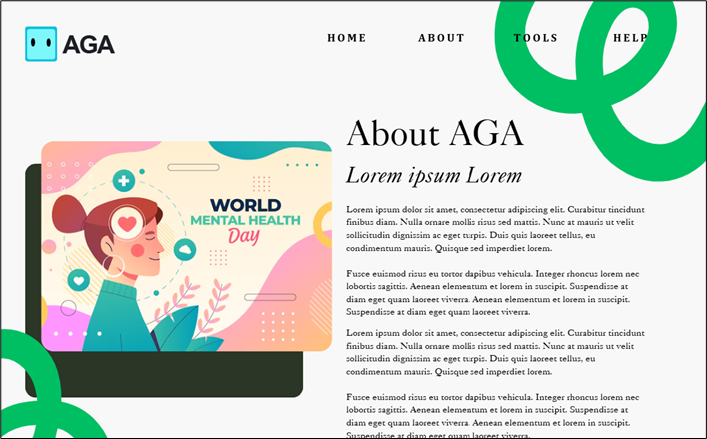 AGA
HOME ABOUT TOOLS HELP
About AGA
Lorem ipsum Lorem
WORLD
MENTAL HEALTH
Day
Lorem ipsum dolor sit amet, consectetur adipiscing elit. Curabitur tincidunt
finibus diam. Nulla ornare mollis risus sed mattis. Nunc at mauris ut velit
sollicitudin dignissim ac eget turpis. Duis quis laoreet tellus, eu
condimentum mauris. Quisque sed imperdiet lorem.
Fusce euismod risus eu tortor dapibus vehicula. Integer rhoncus lorem nec
lobortis sagittis. Aenean elementum et lorem in suscipit. Suspendisse at
diam eget quam laoreet viverra. Aenean elementum et lorem in suscipit.
Suspendisse at diam eget quam laoreet viverra.
Lorem ipsum dolor sit amet, consectetur adipiscing elit. Curabitur tincidunt
finibus diam. Nulla ornare mollis risus sed mattis. Nunc at mauris ut velit
sollicitudin dignissim ac eget turpis. Duis quis laoreet tellus, eu
condimentum mauris. Quisque sed imperdiet lorem.
Fusce euismod risus eu tortor dapibus vehicula. Integer rhoncus lorem nec
lobortis sagittis. Aenean elementum et lorem in suscipit. Suspendisse at
diam eget quam laoreet viverra. Aenean elementum et lorem in suscipit.
Suspendisse at diam eget quam laoreet viverra.